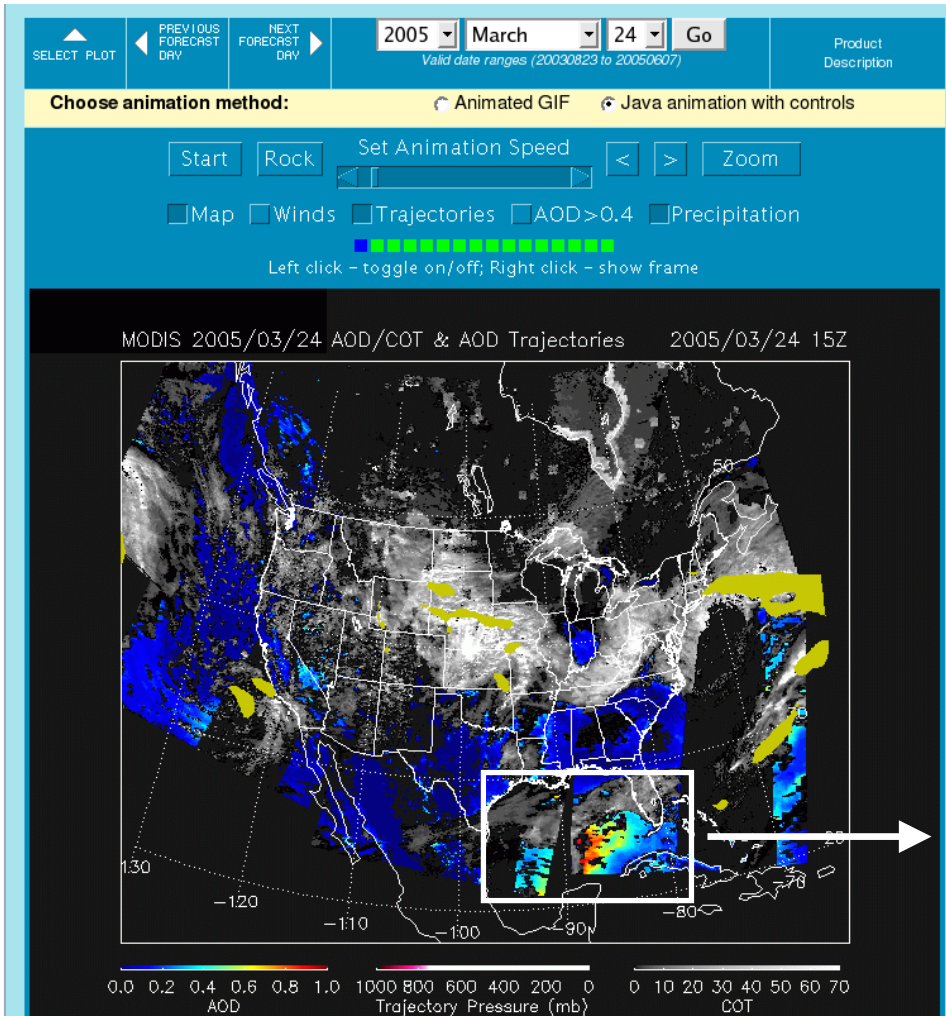 SELECT PLOT
PREVIOUS
FORECAST
DAY
NEXT
FORECAST
DAY
2005 March 24 Go
Valid date ranges (20030823 to 20050607)
Product
Description
Choose animation method: Animated GIF Java animation with controls
Start Rock Set Animation Speed < > Zoom
Map Winds Trajectories AOD>0.4 Precipitation
Left click - toggle on/off; Right click - show frame
MODIS 2005/03/24 AOD/COT & AOD Trajectories 2005/03/24 15Z
50
130
-120
-110
-100
-90
-80
-70
0.0 0.2 0.4 0.6 0.8 1.0
AOD
1000 800 600 400 200 0
Trajectory Pressure (mb)
0 10 20 30 40 50 60 70
COT